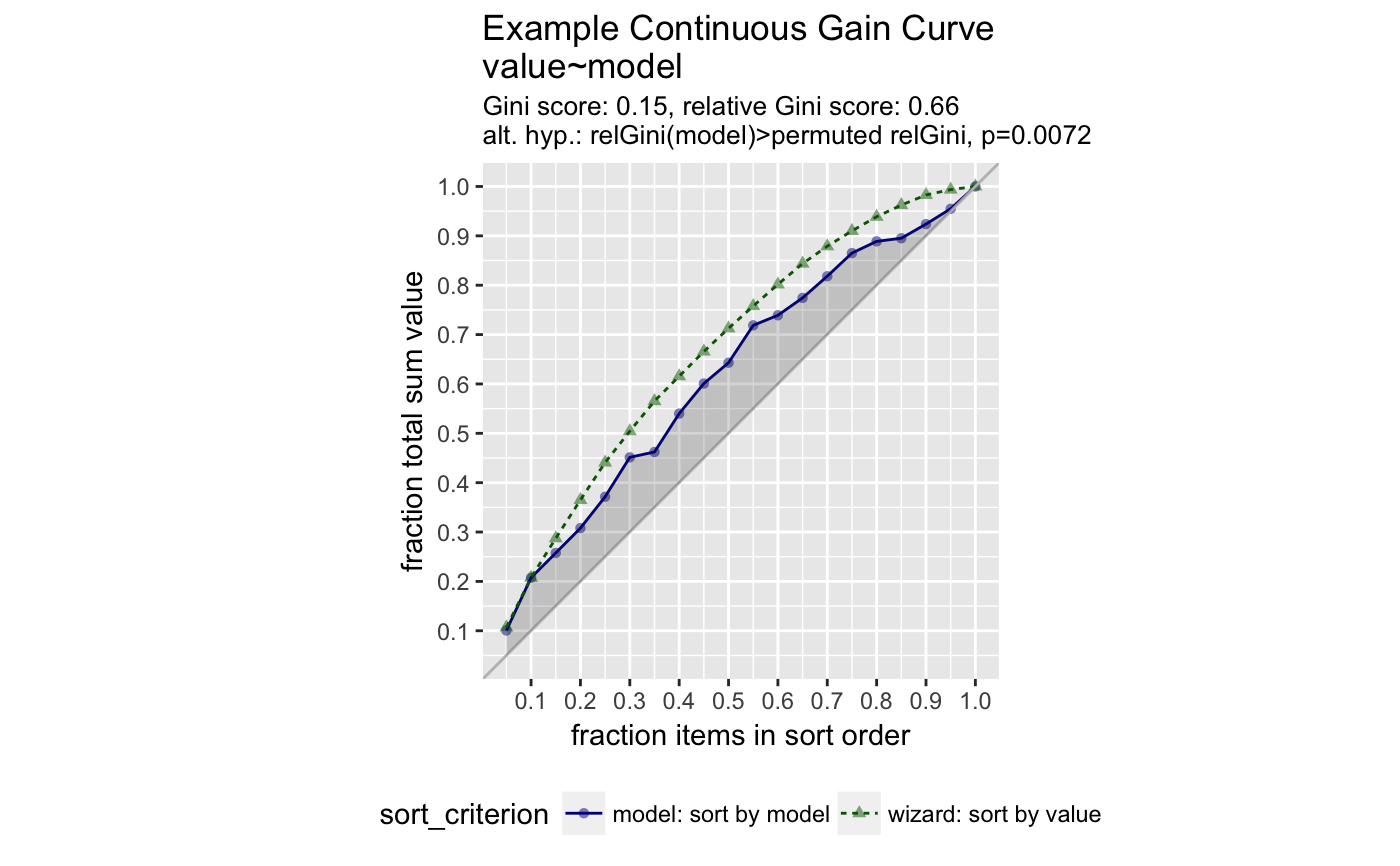 Example Continuous Gain Curve
value~model
Gini score: 0.15, relative Gini score: 0.66
alt. hyp.: relGini(model)>permuted relGini, p=0.0072
1.0
0.9
0.8
0.7
0.6
0.5
0.4
0.3
0.2
0.1
fraction total sum value
0.1 0.2 0.3 0.4 0.5 0.6 0.7 0.8 0.9 1.0
fraction items in sort order
sort_criterion model: sort by model wizard: sort by value